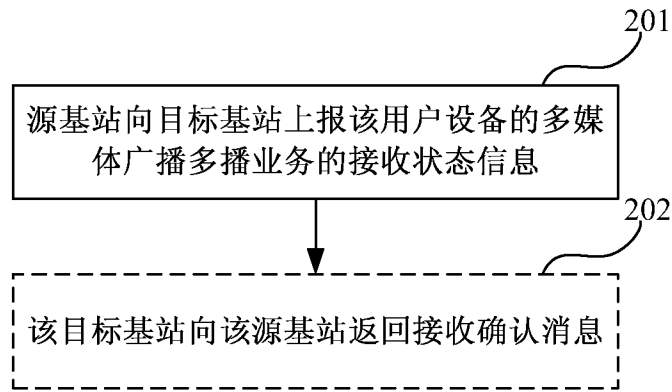 201
源基站向目标基站上报该用户设备的多媒
体广播多播业务的接收状态信息
202
该目标基站向该源基站返回接收确认消息